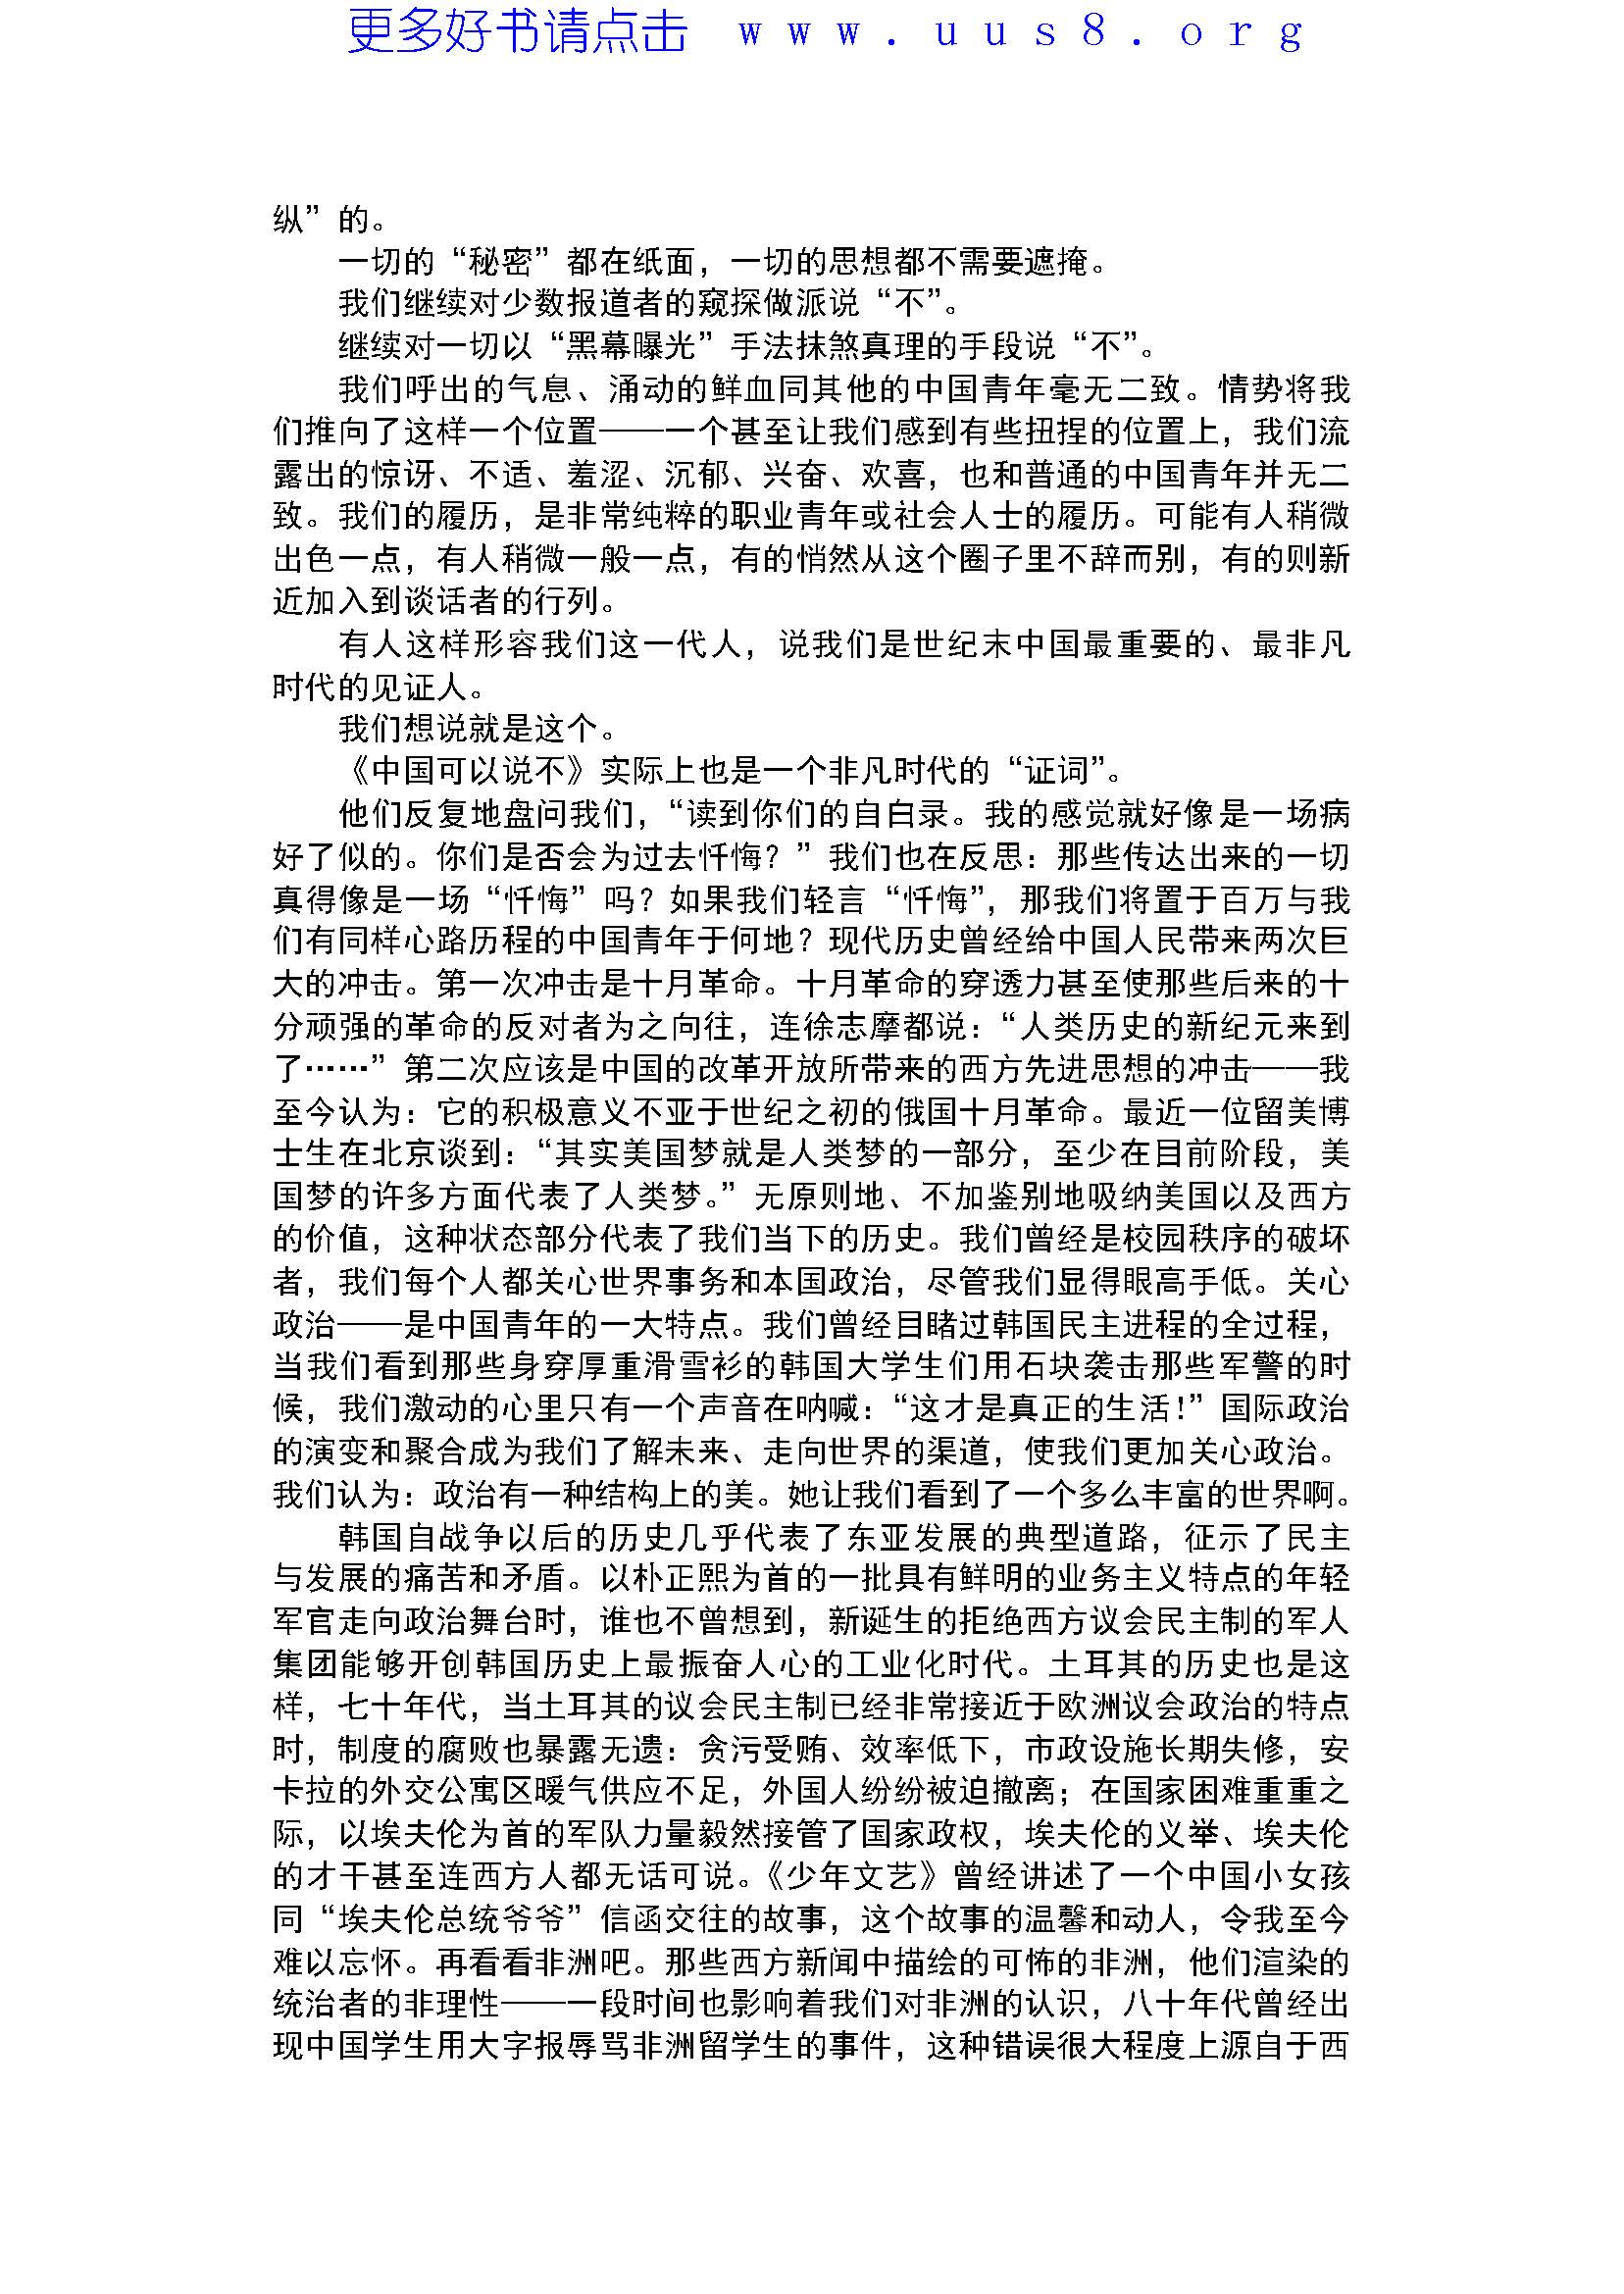 更多好书请点击 www.uus8.org
纵”的。
一切的“秘密”都在纸面，一切的思想都不需要遮掩。
我们继续对少数报道者的窥探做派说“不”。
继续对一切以“黑幕曝光”手法抹煞真理的手段说“不”。
我们呼出的气息、涌动的鲜血同其他的中国青年毫无二致。情势将我
们推向了这样一个位置——一个甚至让我们感到有些扭捏的位置上，我们流
露出的惊讶、不适、羞涩、沉郁、兴奋、欢喜，也和普通的中国青年并无二
致。我们的履历，是非常纯粹的职业青年或社会人士的履历。可能有人稍微
出色一点，有人稍微一般一点，有的悄然从这个圈子里不辞而别，有的则新
近加入到谈话者的行列。
有人这样形容我们这一代人，说我们是世纪末中国最重要的、最非凡
时代的见证人。
我们想说就是这个。
《中国可以说不》实际上也是一个非凡时代的“证词”。
他们反复地盘问我们，“读到你们的自白录。我的感觉就好像是一场病
好了似的。你们是否会为过去忏悔？”我们也在反思：那些传达出来的一切
真得像是一场“忏悔”吗？如果我们轻言“忏悔”，那我们将置于百万与我
们有同样心路历程的中国青年于何地？现代历史曾经给中国人民带来两次巨
大的冲击。第一次冲击是十月革命。十月革命的穿透力甚至使那些后来的十
分顽强的革命的反对者为之向往，连徐志摩都说：“人类历史的新纪元来到
了……”第二次应该是中国的改革开放所带来的西方先进思想的冲击——我
至今认为：它的积极意义不亚于世纪之初的俄国十月革命。最近一位留美博
士生在北京谈到：“其实美国梦就是人类梦的一部分，至少在目前阶段，美
国梦的许多方面代表了人类梦。”无原则地、不加鉴别地吸纳美国以及西方
的价值，这种状态部分代表了我们当下的历史。我们曾经是校园秩序的破坏
者，我们每个人都关心世界事务和本国政治，尽管我们显得眼高手低。关心
政治——是中国青年的一大特点。我们曾经目睹过韩国民主进程的全过程，
当我们看到那些身穿厚重滑雪衫的韩国大学生们用石块袭击那些军警的时
候，我们激动的心里只有一个声音在呐喊：“这才是真正的生活！”国际政治
的演变和聚合成为我们了解未来、走向世界的渠道，使我们更加关心政治。
我们认为：政治有一种结构上的美。她让我们看到了一个多么丰富的世界啊。
韩国自战争以后的历史几乎代表了东亚发展的典型道路，征示了民主
与发展的痛苦和矛盾。以朴正熙为首的一批具有鲜明的业务主义特点的年轻
军官走向政治舞台时，谁也不曾想到，新诞生的拒绝西方议会民主制的军人
集团能够开创韩国历史上最振奋人心的工业化时代。土耳其的历史也是这
样，七十年代，当土耳其的议会民主制已经非常接近于欧洲议会政治的特点
时，制度的腐败也暴露无遗：贪污受贿、效率低下，市政设施长期失修，安
卡拉的外交公寓区暖气供应不足，外国人纷纷被迫撤离；在国家困难重重之
际，以埃夫伦为首的军队力量毅然接管了国家政权，埃夫伦的义举、埃夫伦
的才干甚至连西方人都无话可说。《少年文艺》曾经讲述了一个中国小女孩
同“埃夫伦总统爷爷”信函交往的故事，这个故事的温馨和动人，令我至今
难以忘怀。再看看非洲吧。那些西方新闻中描绘的可怖的非洲，他们渲染的
统治者的非理性——一段时间也影响着我们对非洲的认识，八十年代曾经出
现中国学生用大字报辱骂非洲留学生的事件，这种错误很大程度上源自于西